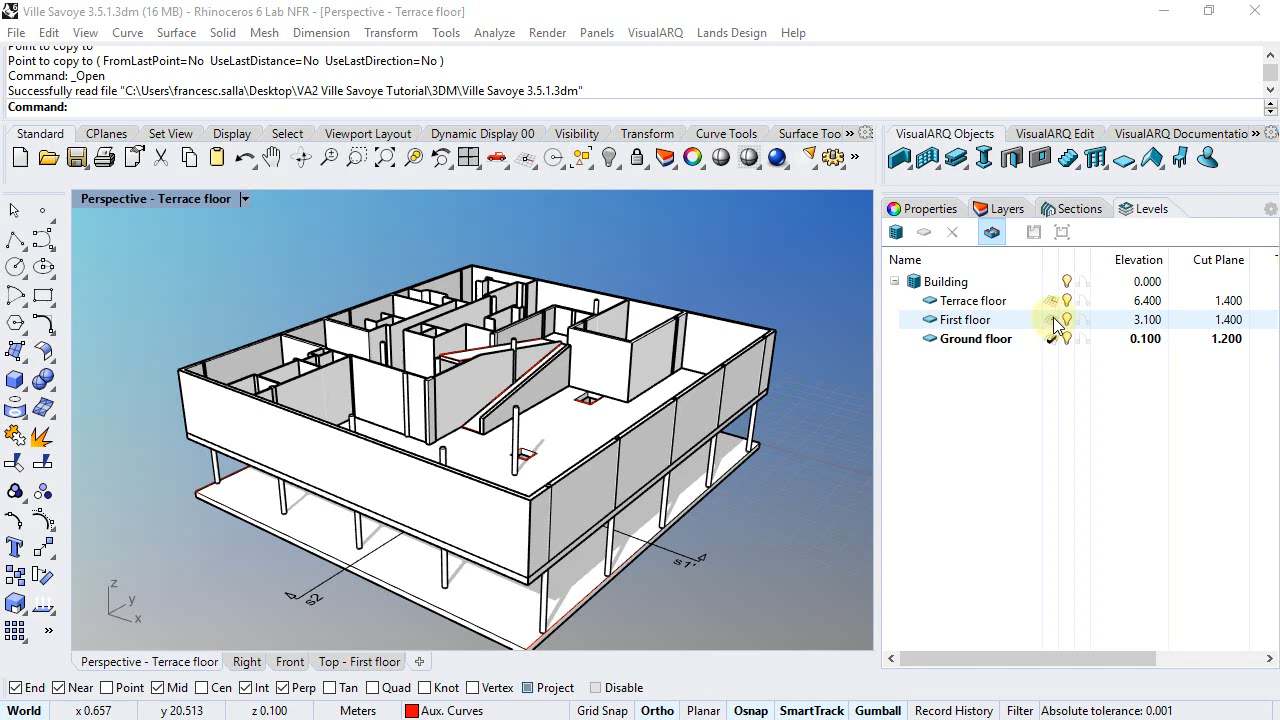 Ville Savoye 3.5.1.3dm (16 MB) - Rhinoceros 6 Lab NFR - [Perspective - Terrace floor]
File Edit View Curve Surface Solid Mesh Dimension Transform Tools Analyze Render Panels VisualARQ Lands Design Help
Point to copy to
Point to copy to ( FromLastPoint=No UseLastDistance=No UseLastDirection=No )
Command: _Open
Successfully read file "C:\Users\francesc.salla\Desktop\VA2 Ville Savoye Tutorial\3DM\Ville Savoye 3.5.1.3dm"
Command:
Standard CPlanes Set View Display Select Viewport Layout Dynamic Display 00 Visibility Transform Curve Tools Surface Too » VisualARQ Objects VisualARQ Edit VisualARQ Documentatio »
Perspective - Terrace floor
Properties Layers Sections Levels
Name Elevation Cut Plane
Building 0.000
Terrace floor 6.400 1.400
First floor 3.100 1.400
Ground floor 0.100 1.200
s1
s2
z
y
x
Perspective - Terrace floor Right Front Top - First floor
End Near Point Mid Cen Int Perp Tan Quad Knot Vertex Project Disable
World x 0.657 y 20.513 z 0.100 Meters Aux. Curves Grid Snap Ortho Planar Osnap SmartTrack Gumball Record History Filter Absolute tolerance: 0.001